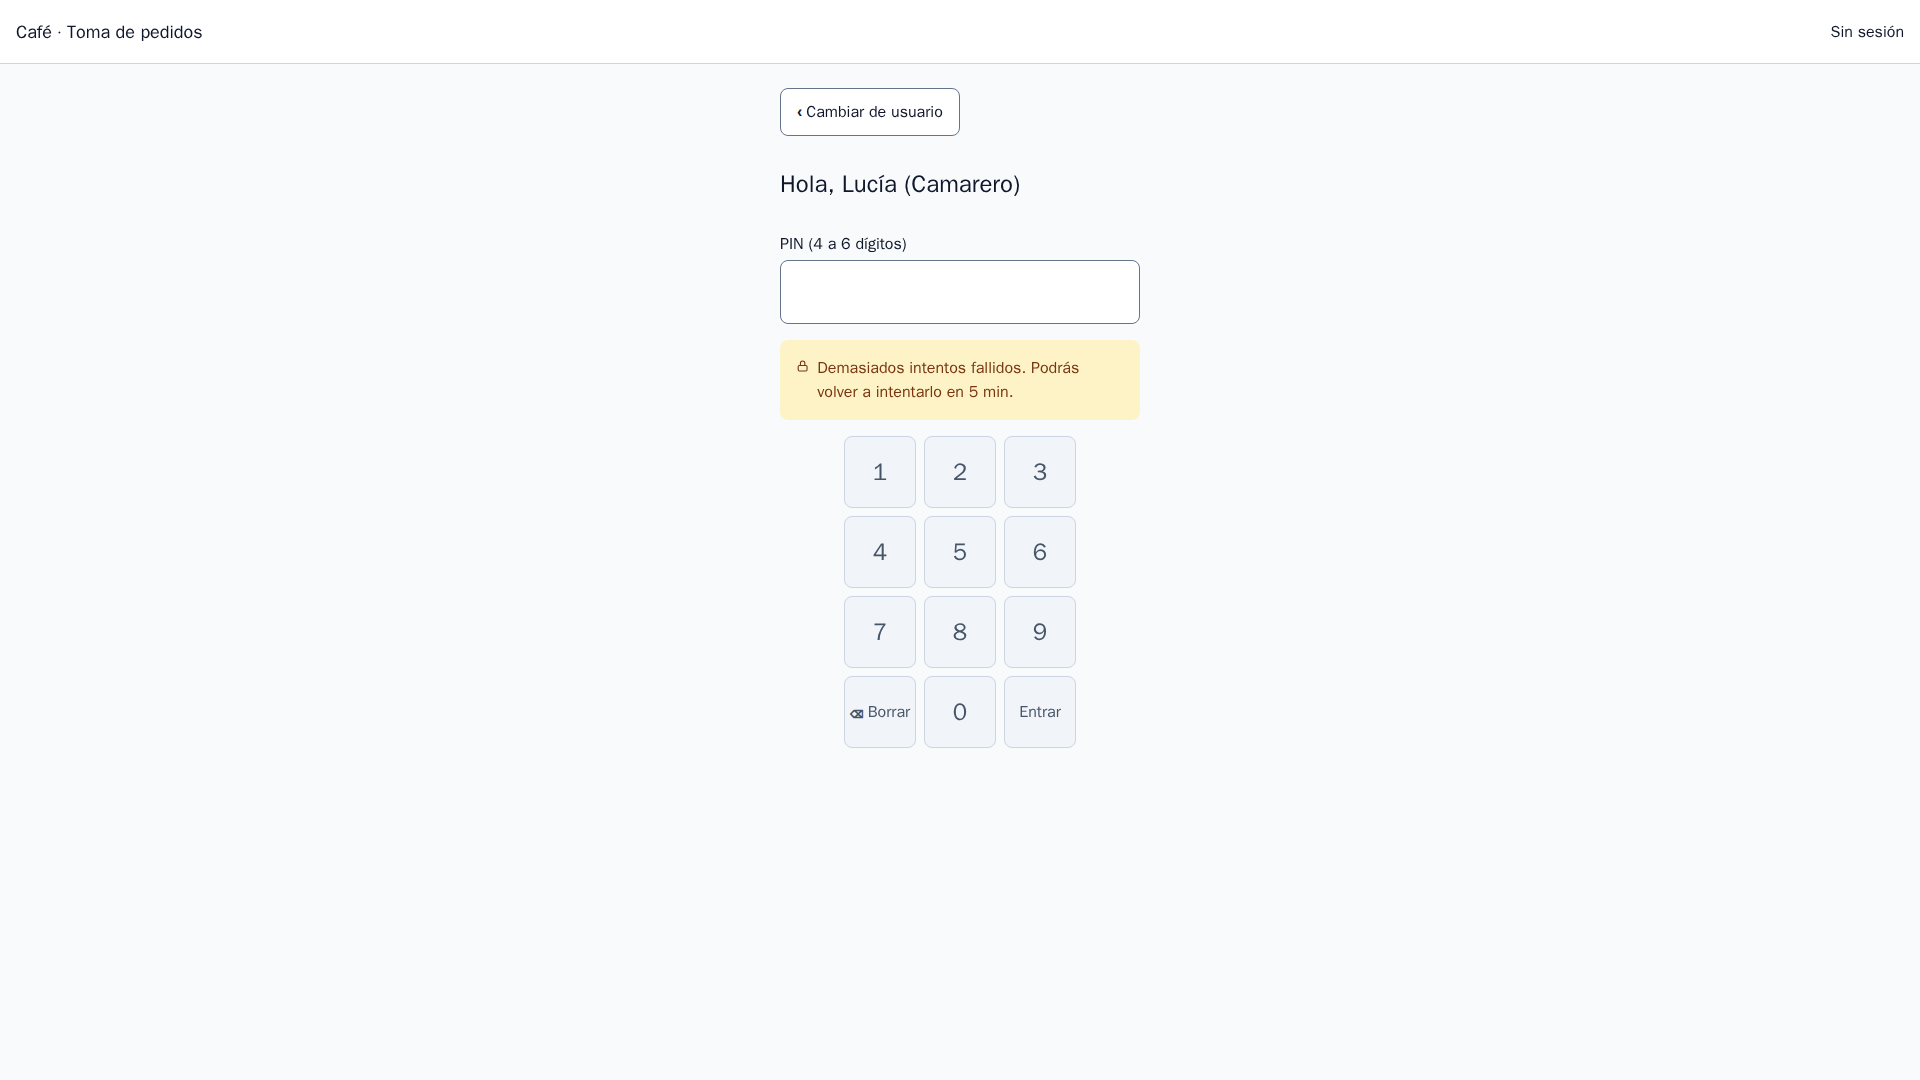 Café · Toma de pedidos
Sin sesión
‹ Cambiar de usuario
Hola, Lucía (Camarero)
PIN (4 a 6 dígitos)
Demasiados intentos fallidos. Podrás
volver a intentarlo en 5 min.
1 2 3
4 5 6
7 8 9
⌫ Borrar 0 Entrar